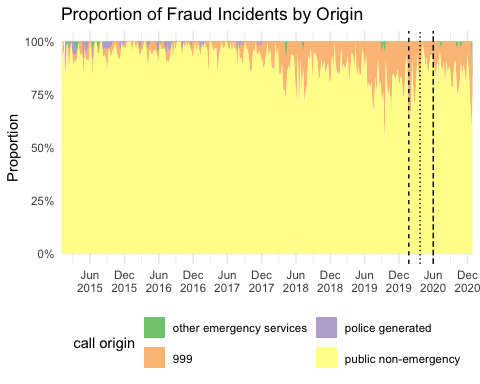 Proportion of Fraud Incidents by Origin
100%
75%
50%
25%
0%
Proportion
Jun Dec Jun Dec Jun Dec Jun Dec Jun Dec Jun Dec
2015 2015 2016 2016 2017 2017 2018 2018 2019 2019 2020 2020
call origin
other emergency services
police generated
999
public non-emergency